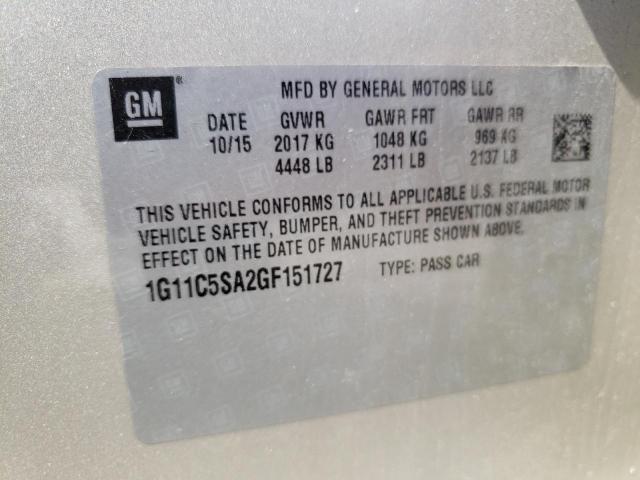 GM®
MFD BY GENERAL MOTORS LLC
DATE GVWR GAWR FRT GAWR RR
10/15 2017 KG 1048 KG 969 KG
4448 LB 2311 LB 2137 LB
THIS VEHICLE CONFORMS TO ALL APPLICABLE U.S. FEDERAL MOTOR
VEHICLE SAFETY, BUMPER, AND THEFT PREVENTION STANDARDS IN
EFFECT ON THE DATE OF MANUFACTURE SHOWN ABOVE.
1G11C5SA2GF151727 TYPE: PASS CAR